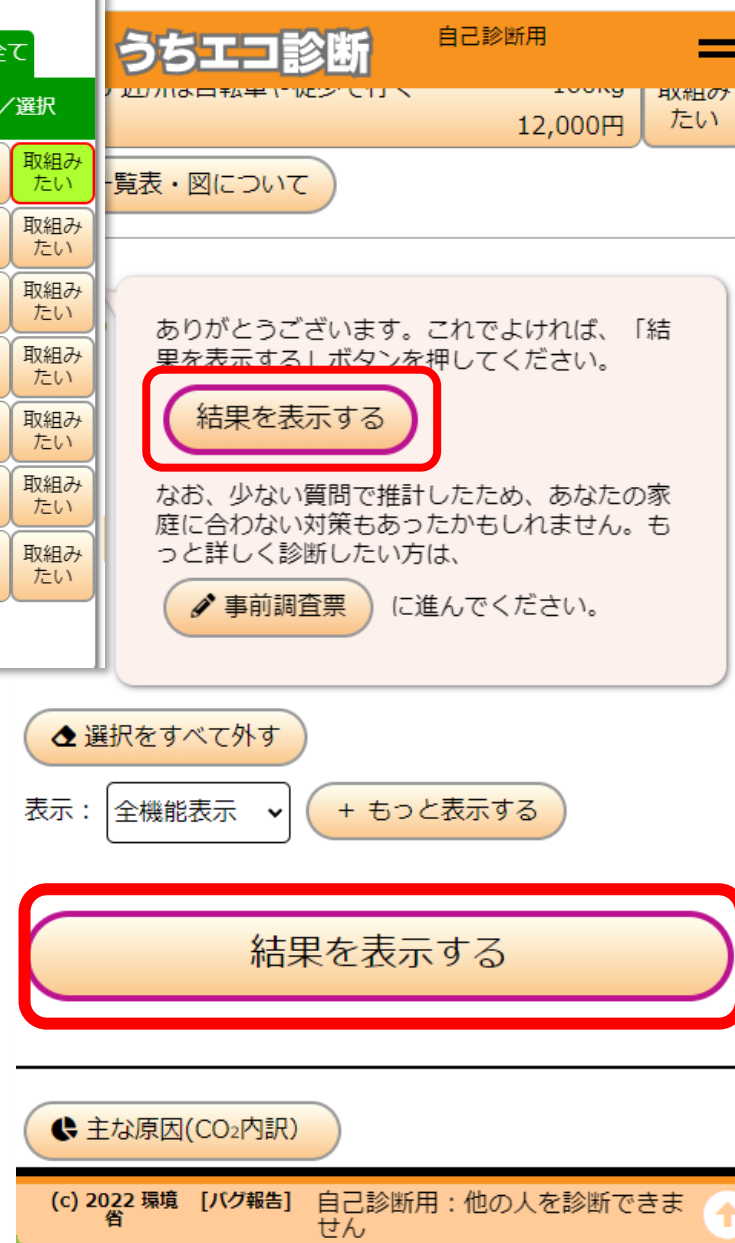 全て
／選択
取組み
たい
取組み
たい
取組み
たい
取組み
たい
取組み
たい
取組み
たい
取組み
たい
うちエコ診断
自己診断用
取組み
たい
12,000円
覧表・図について
ありがとうございます。これでよければ、「結
果を表示する」ボタンを押してください。
結果を表示する
なお、少ない質問で推計したため、あなたの家
庭に合わない対策もあったかもしれません。も
っと詳しく診断したい方は、
事前調査票 に進んでください。
選択をすべて外す
表示： 全機能表示 + もっと表示する
結果を表示する
主な原因(CO₂内訳)
(c) 2022 環境省 [バグ報告]
自己診断用：他の人を診断できま
せん